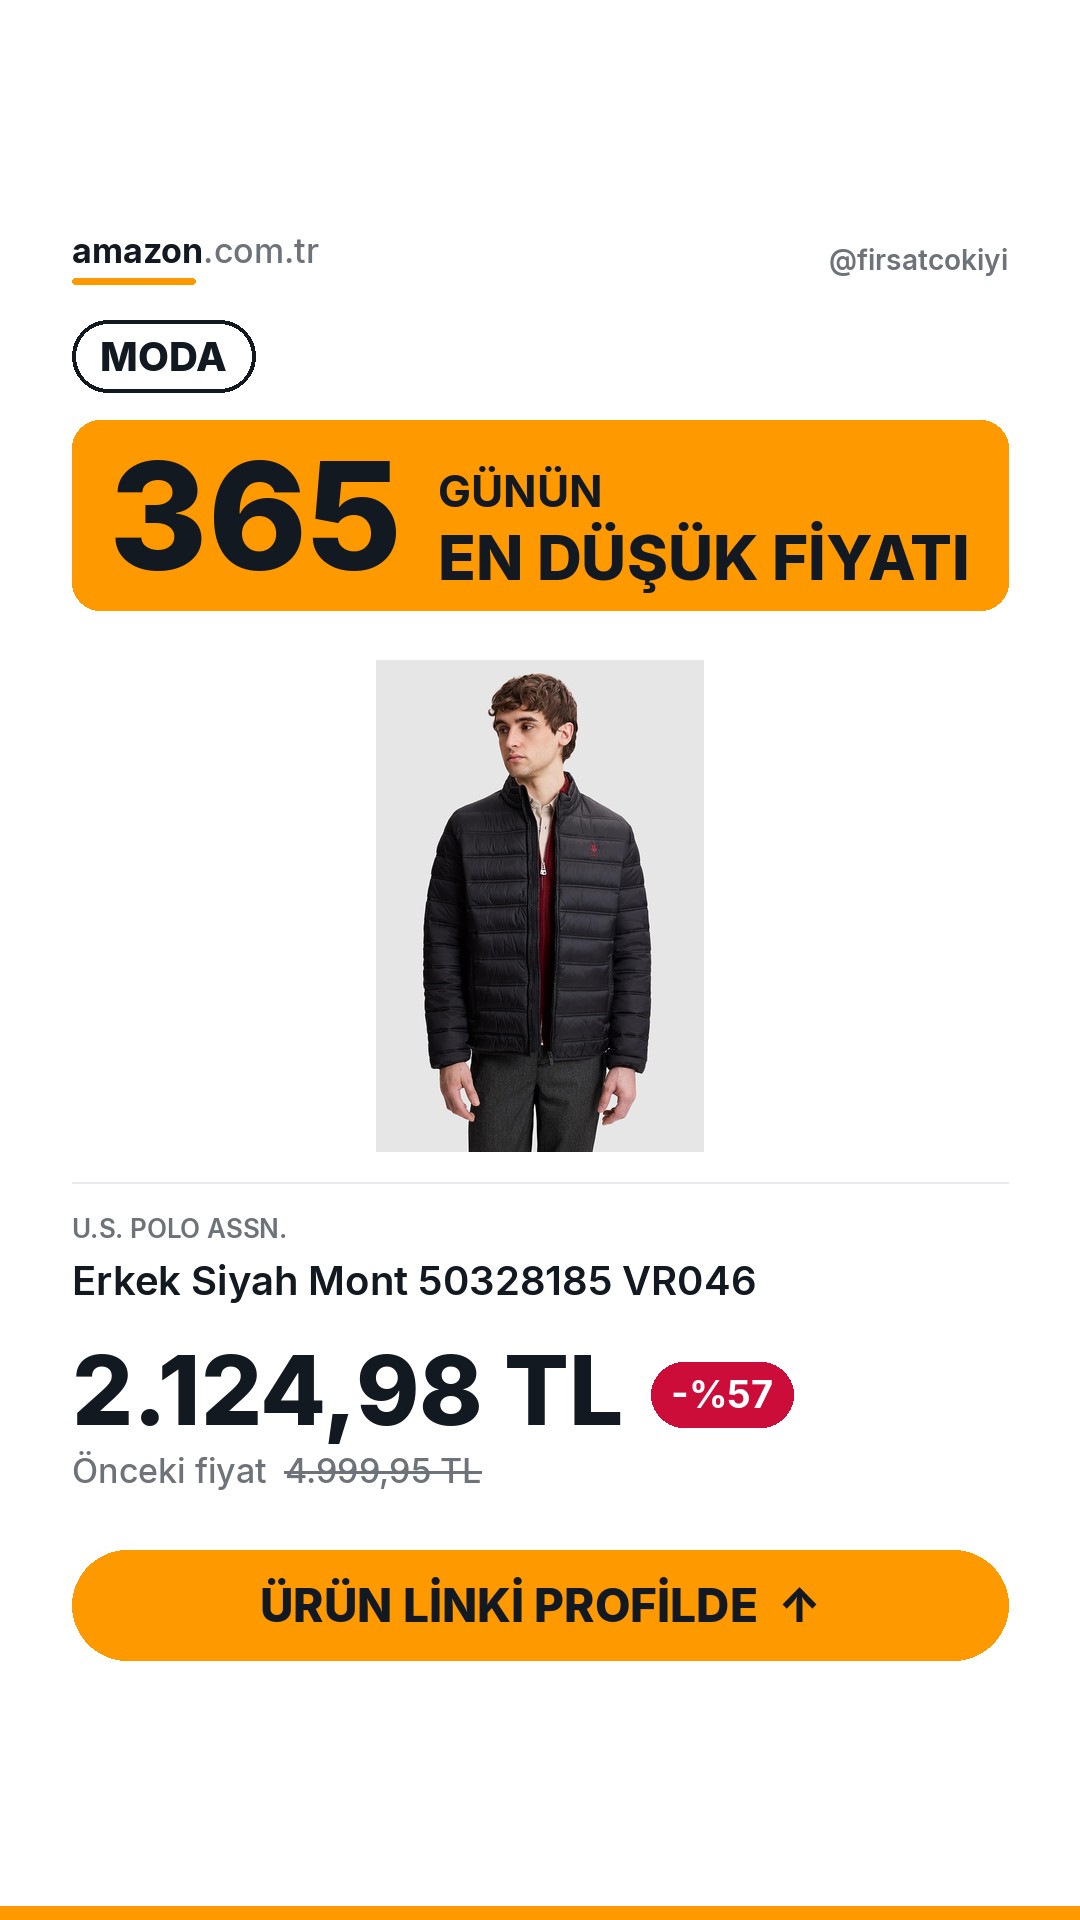 amazon.com.tr
@firsatcokiyi
MODA
365 GÜNÜN
EN DÜŞÜK FİYATI
U.S. POLO ASSN.
Erkek Siyah Mont 50328185 VR046
2.124,98 TL -%57
Önceki fiyat 4.999,95 TL
ÜRÜN LİNKİ PROFİLDE ↑